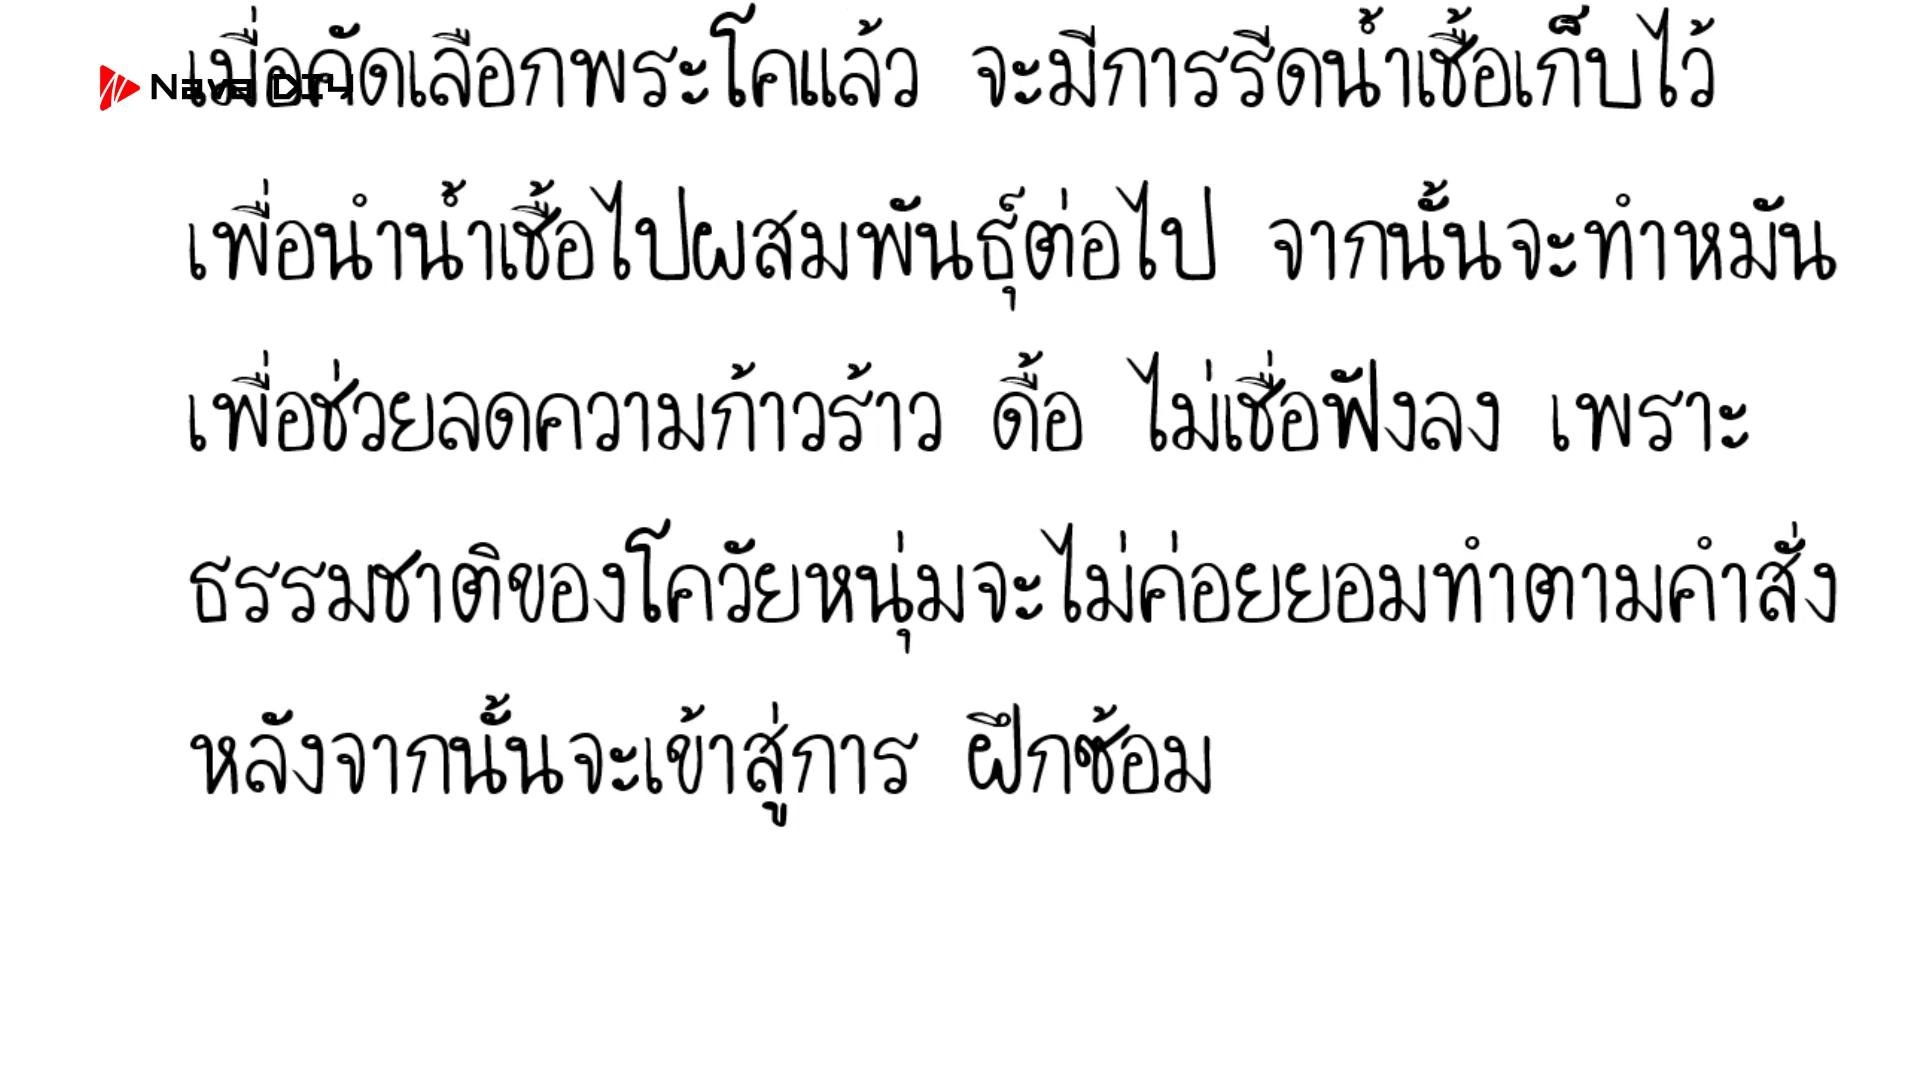 เมื่อคัดเลือกพระโคแล้ว จะมีการรีดน้ำเชื้อเก็บไว้
Nava DIY
เพื่อนำน้ำเชื้อไปผสมพันธุ์ต่อไป จากนั้นจะทำหมัน
เพื่อช่วยลดความก้าวร้าว ดื้อ ไม่เชื่อฟังลง เพราะ
ธรรมชาติของโควัยหนุ่มจะไม่ค่อยยอมทำตามคำสั่ง
หลังจากนั้นจะเข้าสู่การ ฝึกซ้อม